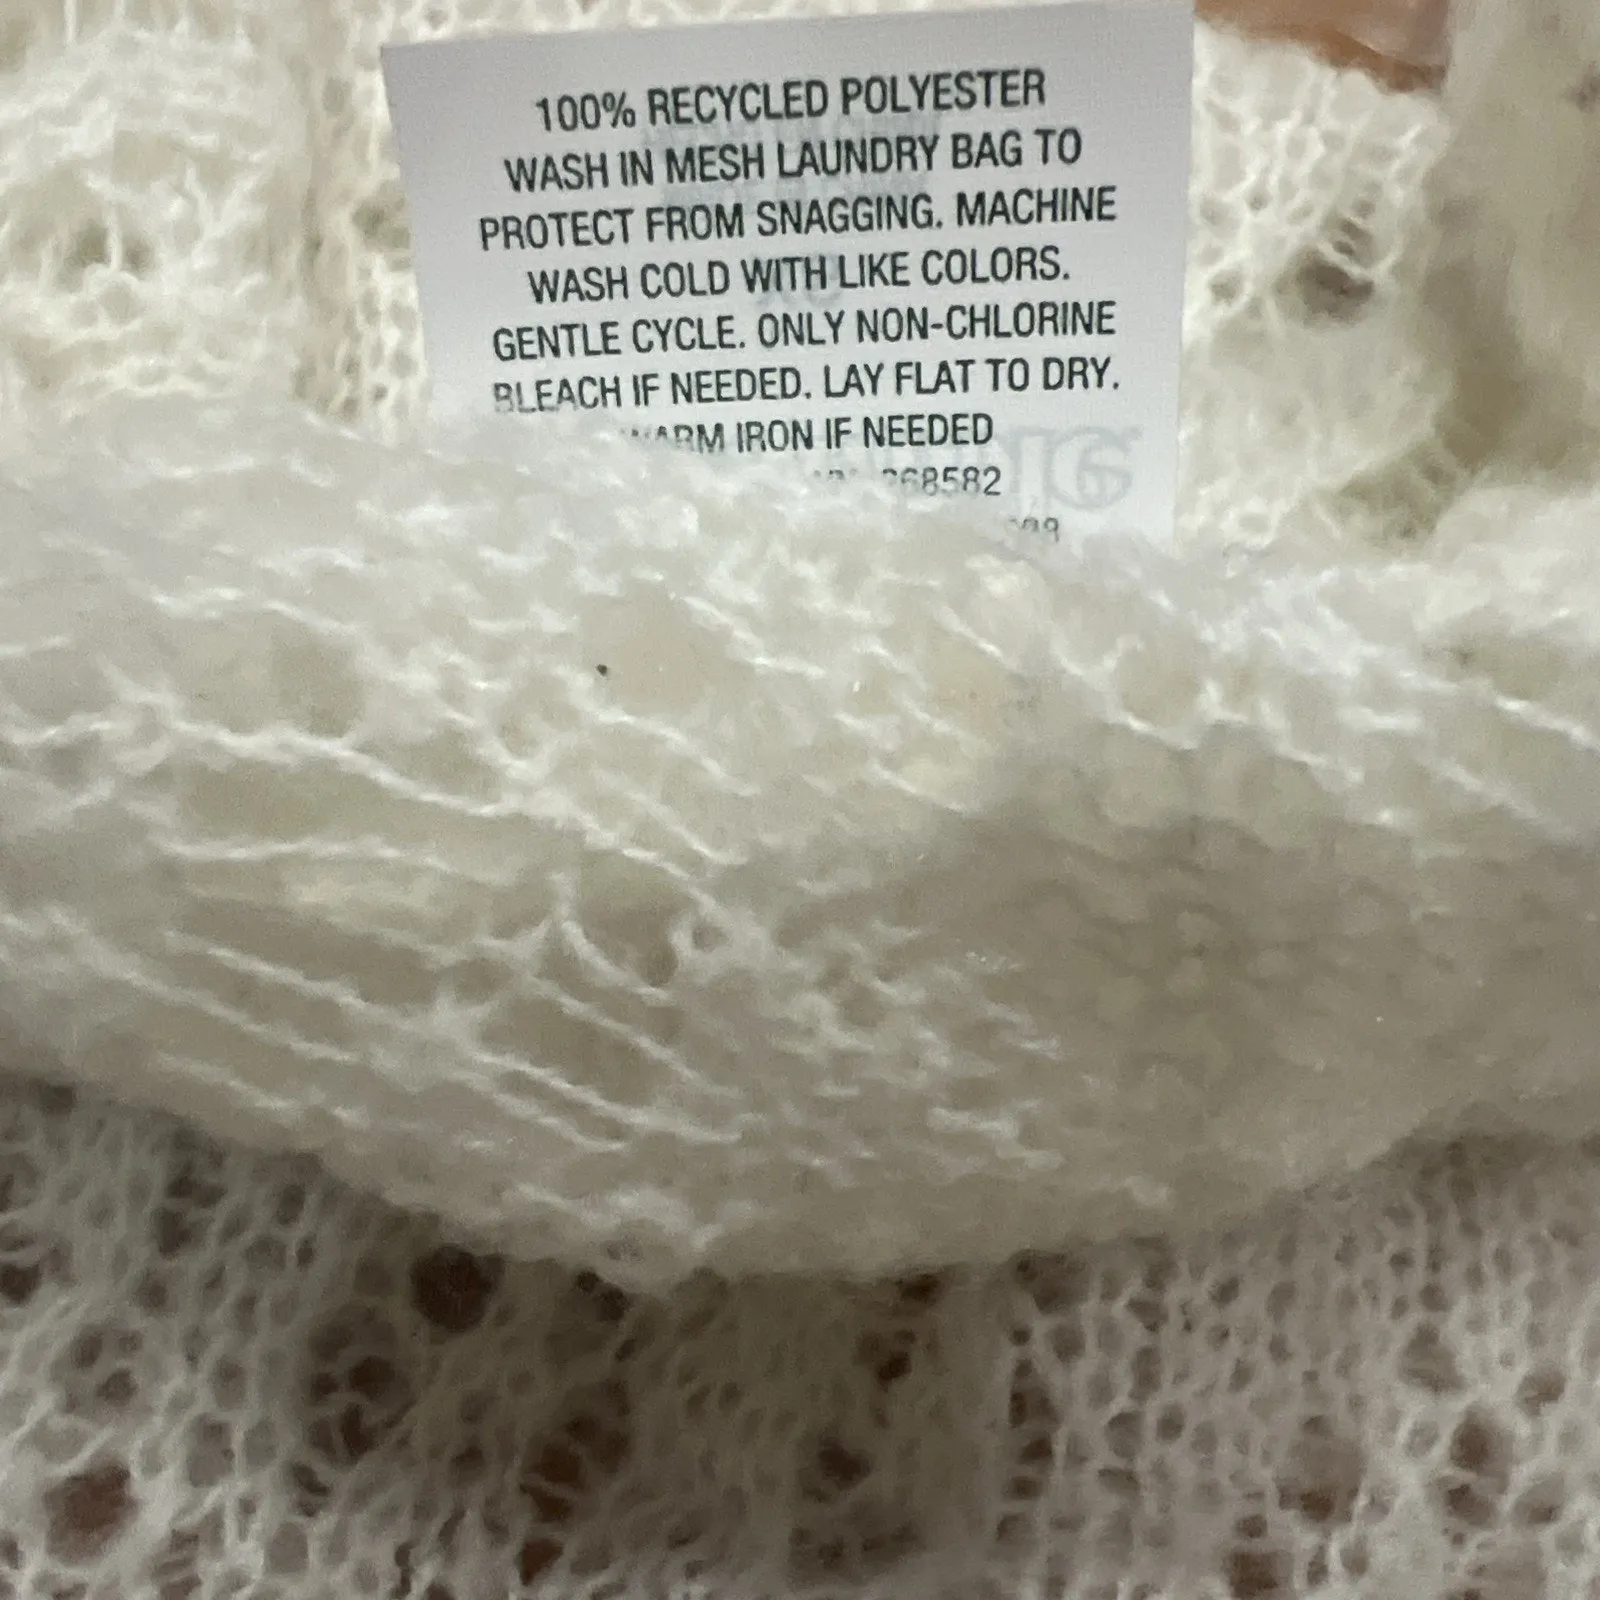 100% RECYCLED POLYESTER
WASH IN MESH LAUNDRY BAG TO
PROTECT FROM SNAGGING. MACHINE
WASH COLD WITH LIKE COLORS.
GENTLE CYCLE. ONLY NON-CHLORINE
BLEACH IF NEEDED. LAY FLAT TO DRY.
WARM IRON IF NEEDED